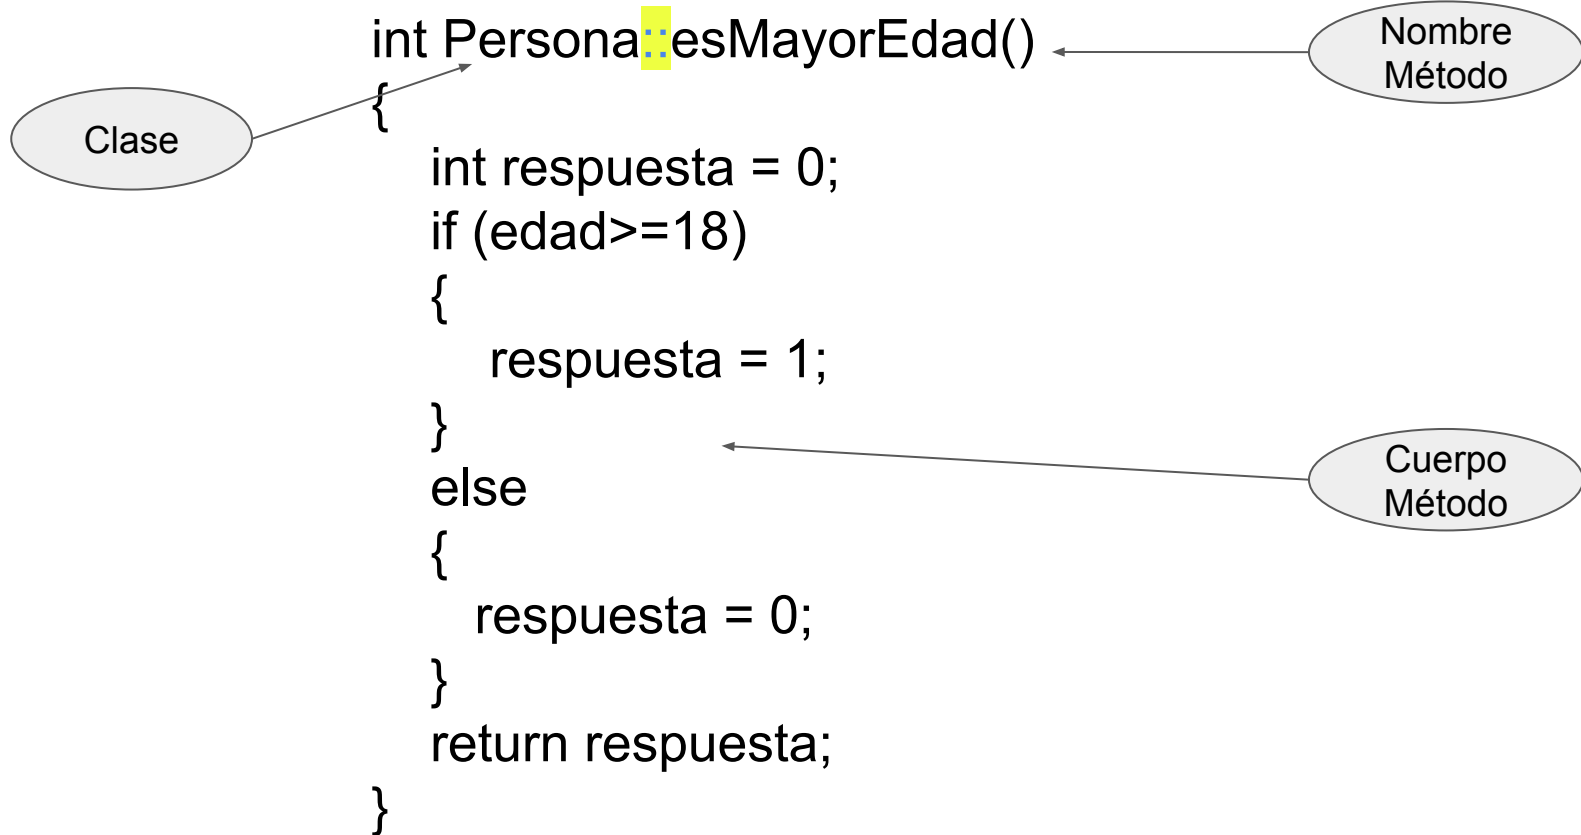 int Persona::esMayorEdad()
{
int respuesta = 0;
if (edad>=18)
{
respuesta = 1;
}
else
{
respuesta = 0;
}
return respuesta;
}
Clase
Nombre
Método
Cuerpo
Método